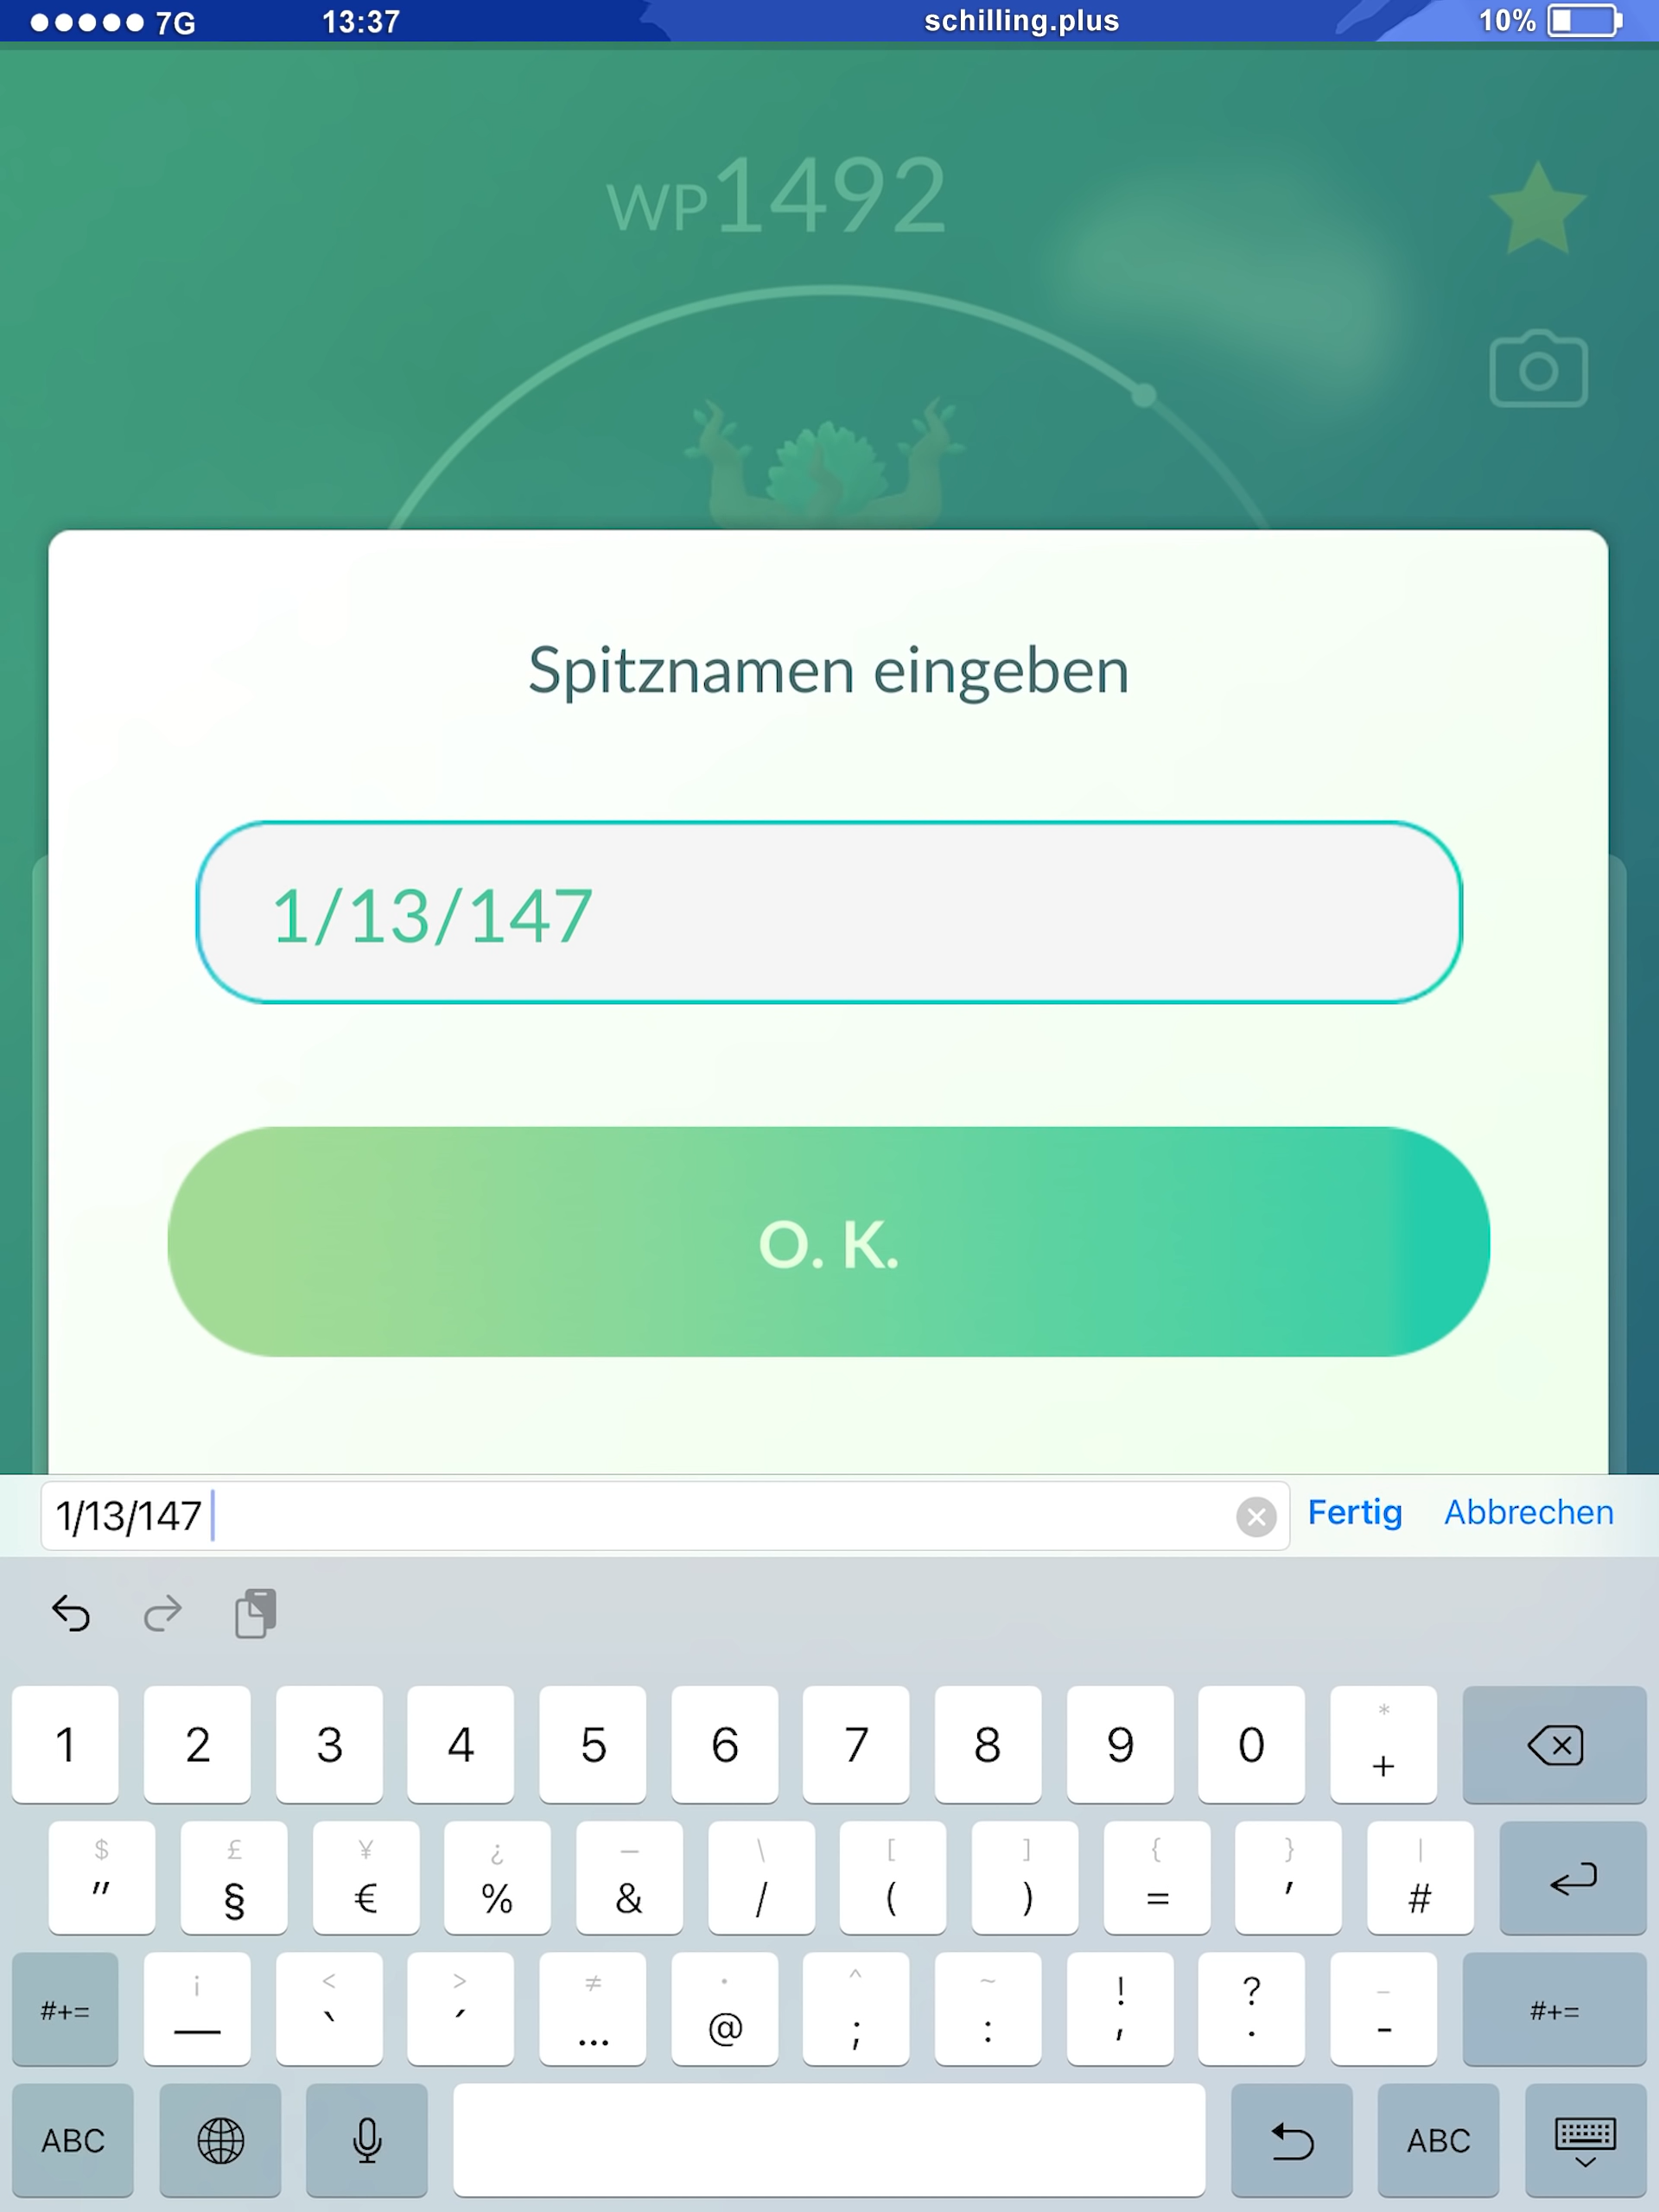 7G 13:37 schilling.plus 10%
WP1492
Spitznamen eingeben
1/13/147
O. K.
1/13/147 Fertig Abbrechen
1 2 3 4 5 6 7 8 9 0 * +
$ " £ § ¥ € ¿ % — & \ / [ ( ] ) { = } ' | #
#+= ¡ _ < ` > ´ ≠ … · @ ^ ; ~ : ! , ? . – - #+=
ABC ABC